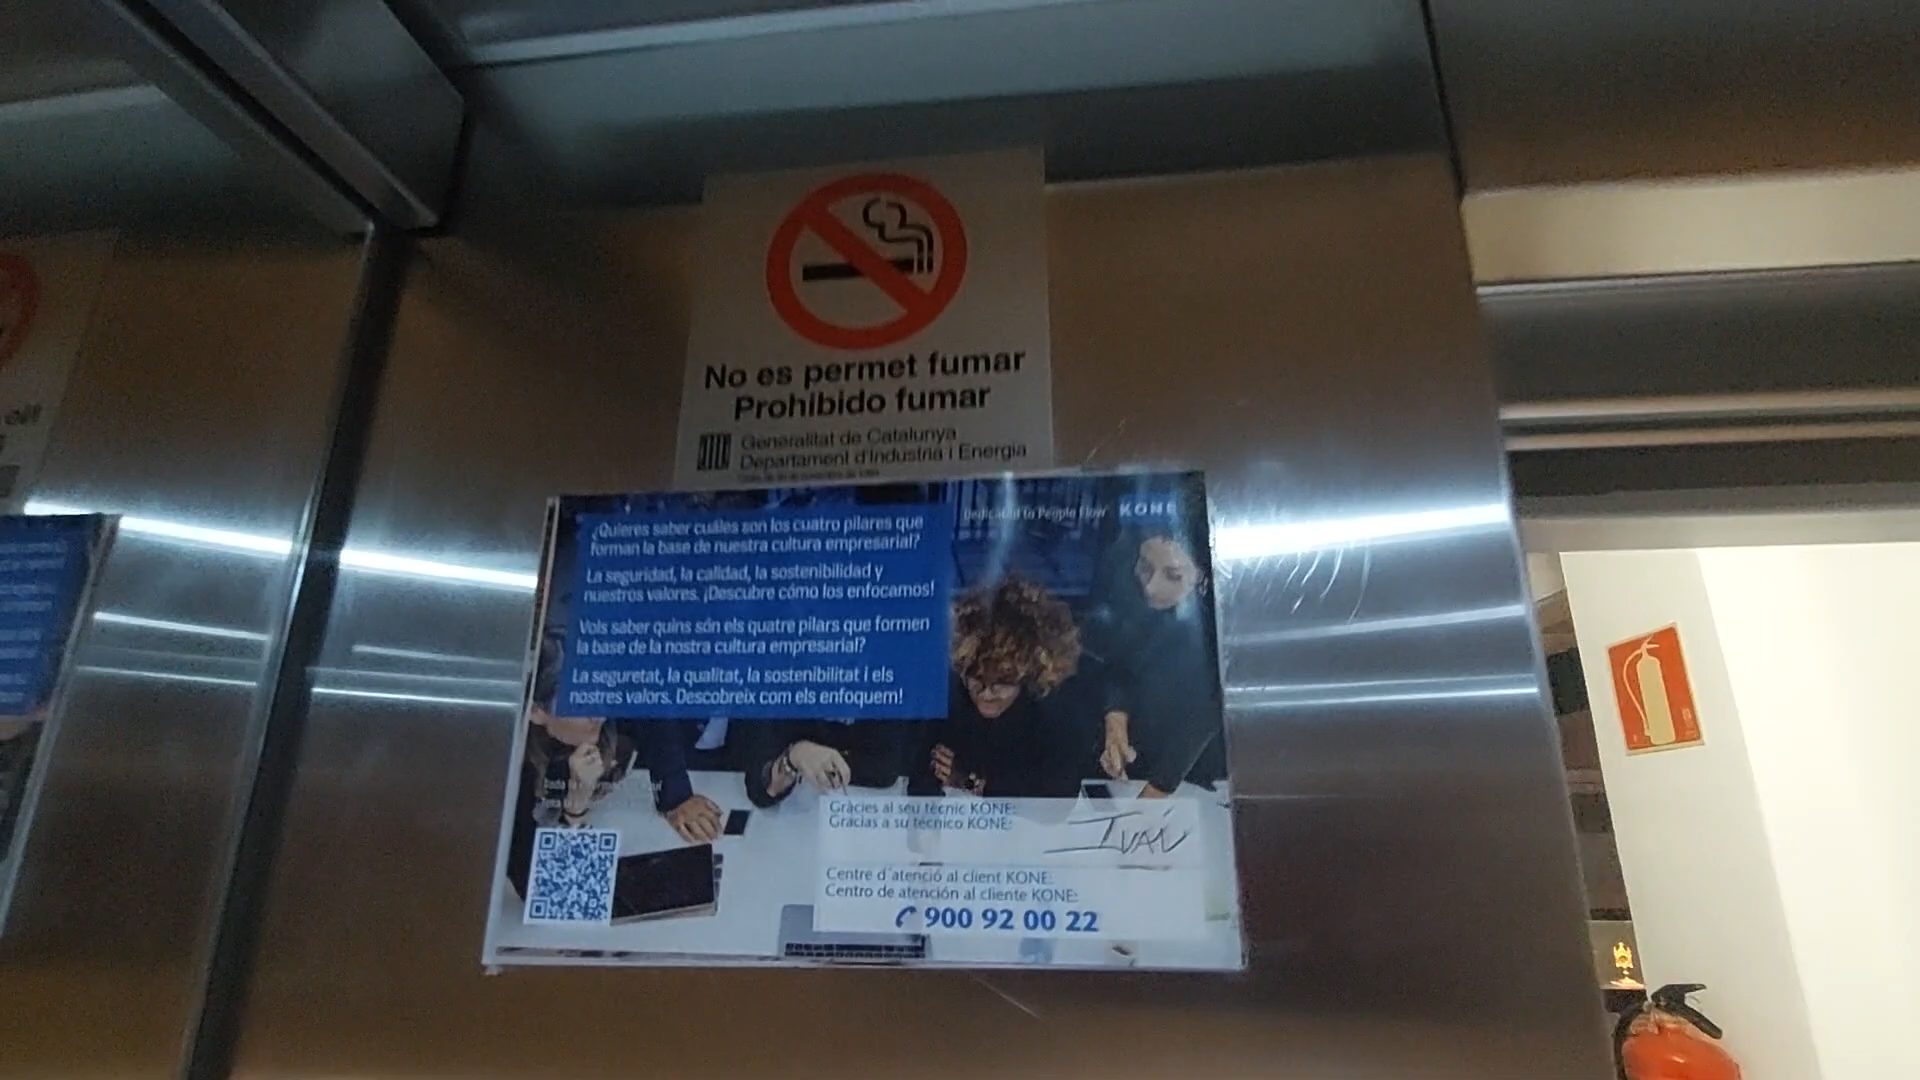 No es permet fumar
Prohibido fumar
Generalitat de Catalunya
Departament d'Indústria i Energia
Dedicated to People Flow KONE
¿Quieres saber cuáles son los cuatro pilares que
forman la base de nuestra cultura empresarial?
La seguridad, la calidad, la sostenibilidad y
nuestros valores. ¡Descubre cómo los enfocamos!
Vols saber quins són els quatre pilars que formen
la base de la nostra cultura empresarial?
La seguretat, la qualitat, la sostenibilitat i els
nostres valors. Descobreix com els enfoquem!
Gràcies al seu tècnic KONE:
Gracias a su técnico KONE:
Centre d´atenció al client KONE:
Centro de atención al cliente KONE:
900 92 00 22